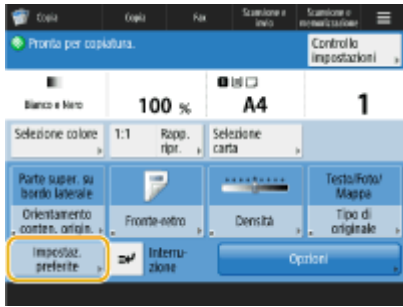 Copia
Copia
Fax
Scansione e
invio
Scansione e
memorizzazione
Pronta per copiatura.
Controllo
impostazioni
Bianco e Nero
100 %
A4
1
Selezione colore
1:1
Rapp.
ripr.
Selezione
carta
Parte super. su
bordo laterale
Testo/Foto/
Mappa
Orientamento
conten. origin.
Fronte-retro
Densità
Tipo di
originale
Impostaz.
preferite
Interru-
zione
Opzioni